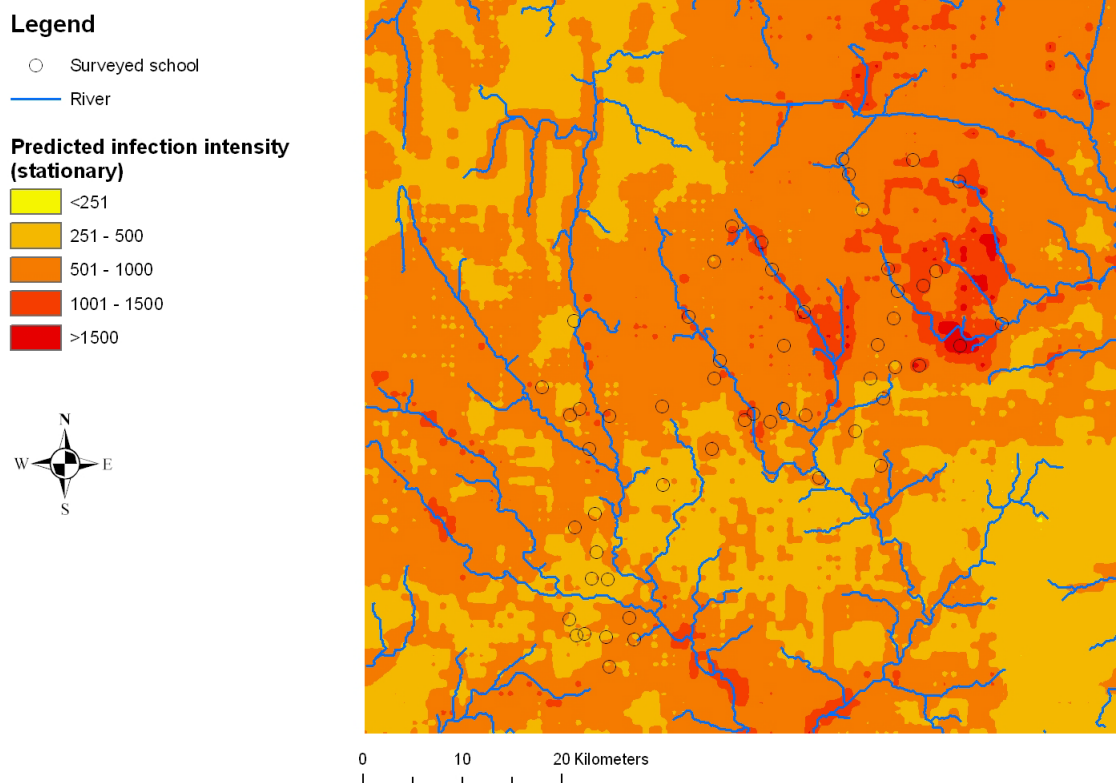 Legend
Surveyed school
River
Predicted infection intensity
(stationary)
<251
251 - 500
501 - 1000
1001 - 1500
>1500
N
W E
S
0 10 20 Kilometers